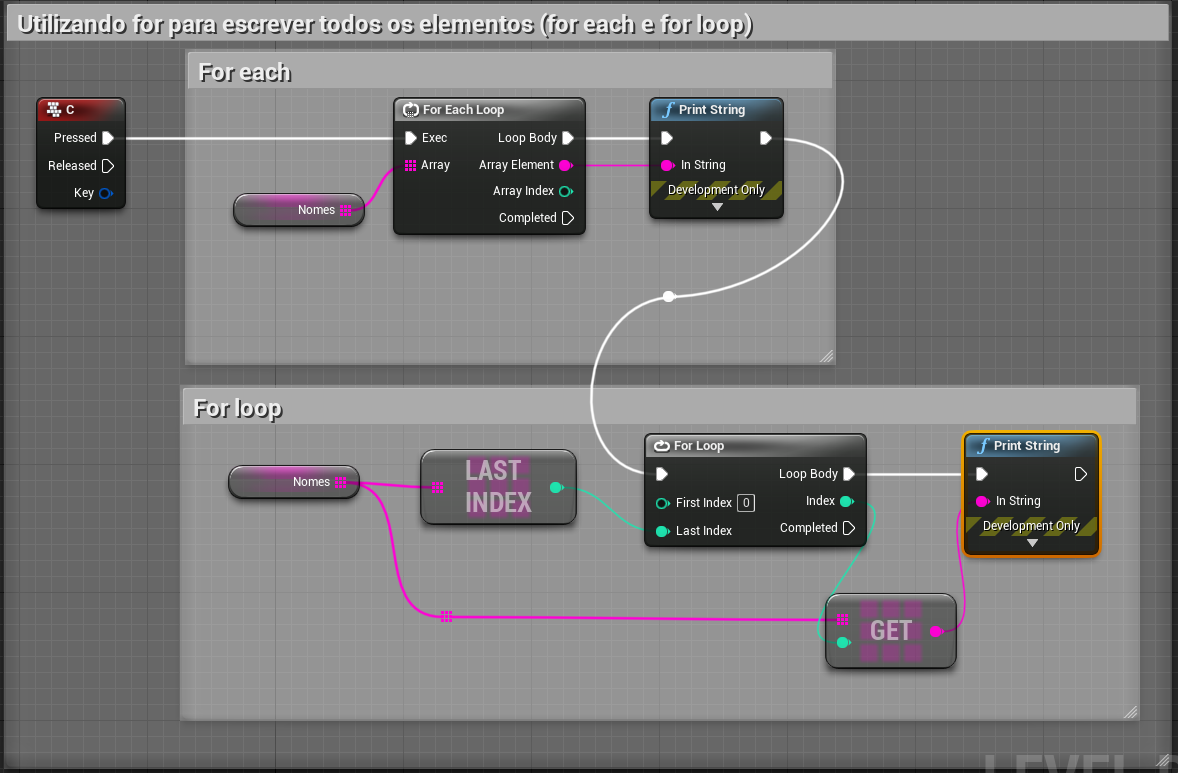 Utilizando for para escrever todos os elementos (for each e for loop)
For each
C
Pressed
Released
Key
Nomes
For Each Loop
Exec
Loop Body
Array
Array Element
Array Index
Completed
f Print String
In String
Development Only
For loop
Nomes
LAST
INDEX
For Loop
Loop Body
First Index 0
Index
Last Index
Completed
f Print String
In String
Development Only
GET